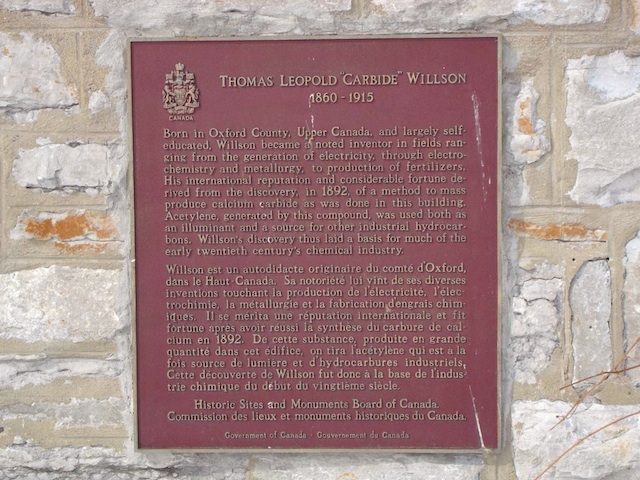 CANADA
THOMAS LEOPOLD "CARBIDE" WILLSON
1860 - 1915
Born in Oxford County, Upper Canada, and largely self-
educated, Willson became a noted inventor in fields ran-
ging from the generation of electricity, through electro-
chemistry and metallurgy, to production of fertilizers.
His international reputation and considerable fortune de-
rived from the discovery, in 1892, of a method to mass
produce calcium carbide as was done in this building.
Acetylene, generated by this compound, was used both as
an illuminant and a source for other industrial hydrocar-
bons. Willson's discovery thus laid a basis for much of the
early twentieth century's chemical industry.
Willson est un autodidacte originaire du comté d'Oxford,
dans le Haut-Canada. Sa notoriété lui vint de ses diverses
inventions touchant la production de l'électricité, l'élec-
trochimie, la métallurgie et la fabrication d'engrais chim-
iques. Il se mérita une réputation internationale et fit
fortune après avoir réussi la synthèse du carbure de cal-
cium en 1892. De cette substance, produite en grande
quantité dans cet édifice, on tira l'acétylène qui est a la
fois source de lumière et d'hydrocarbures industriels.
Cette découverte de Willson fut donc à la base de l'indus-
trie chimique du début du vingtième siècle.
Historic Sites and Monuments Board of Canada.
Commission des lieux et monuments historiques du Canada.
Government of Canada - Gouvernement du Canada